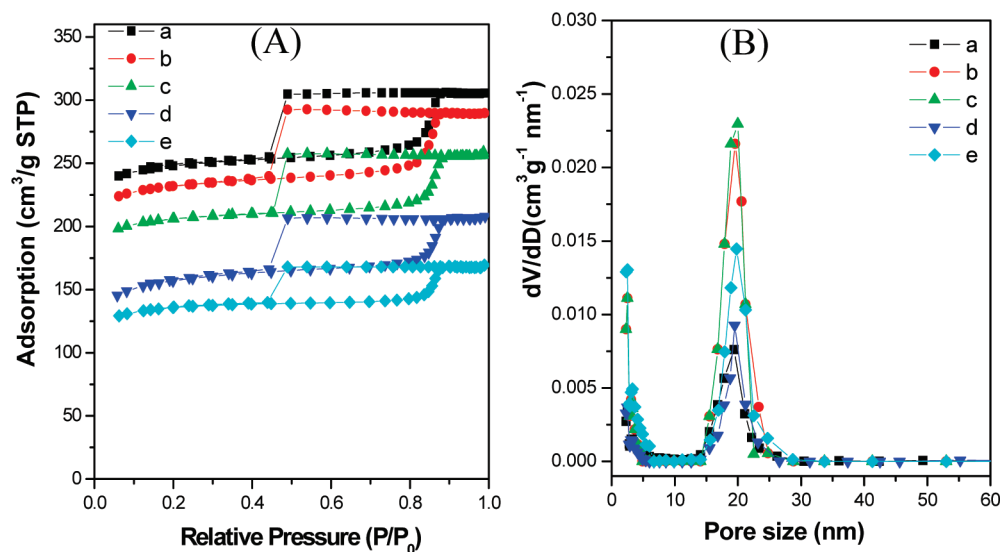 (A)
a
b
c
d
e
350
300
250
200
150
100
50
0
0.0 0.2 0.4 0.6 0.8 1.0
Adsorption (cm³/g STP)
Relative Pressure (P/P₀)
(B)
a
b
c
d
e
0.030
0.025
0.020
0.015
0.010
0.005
0.000
0 10 20 30 40 50 60
dV/dD(cm³g⁻¹ nm⁻¹)
Pore size (nm)